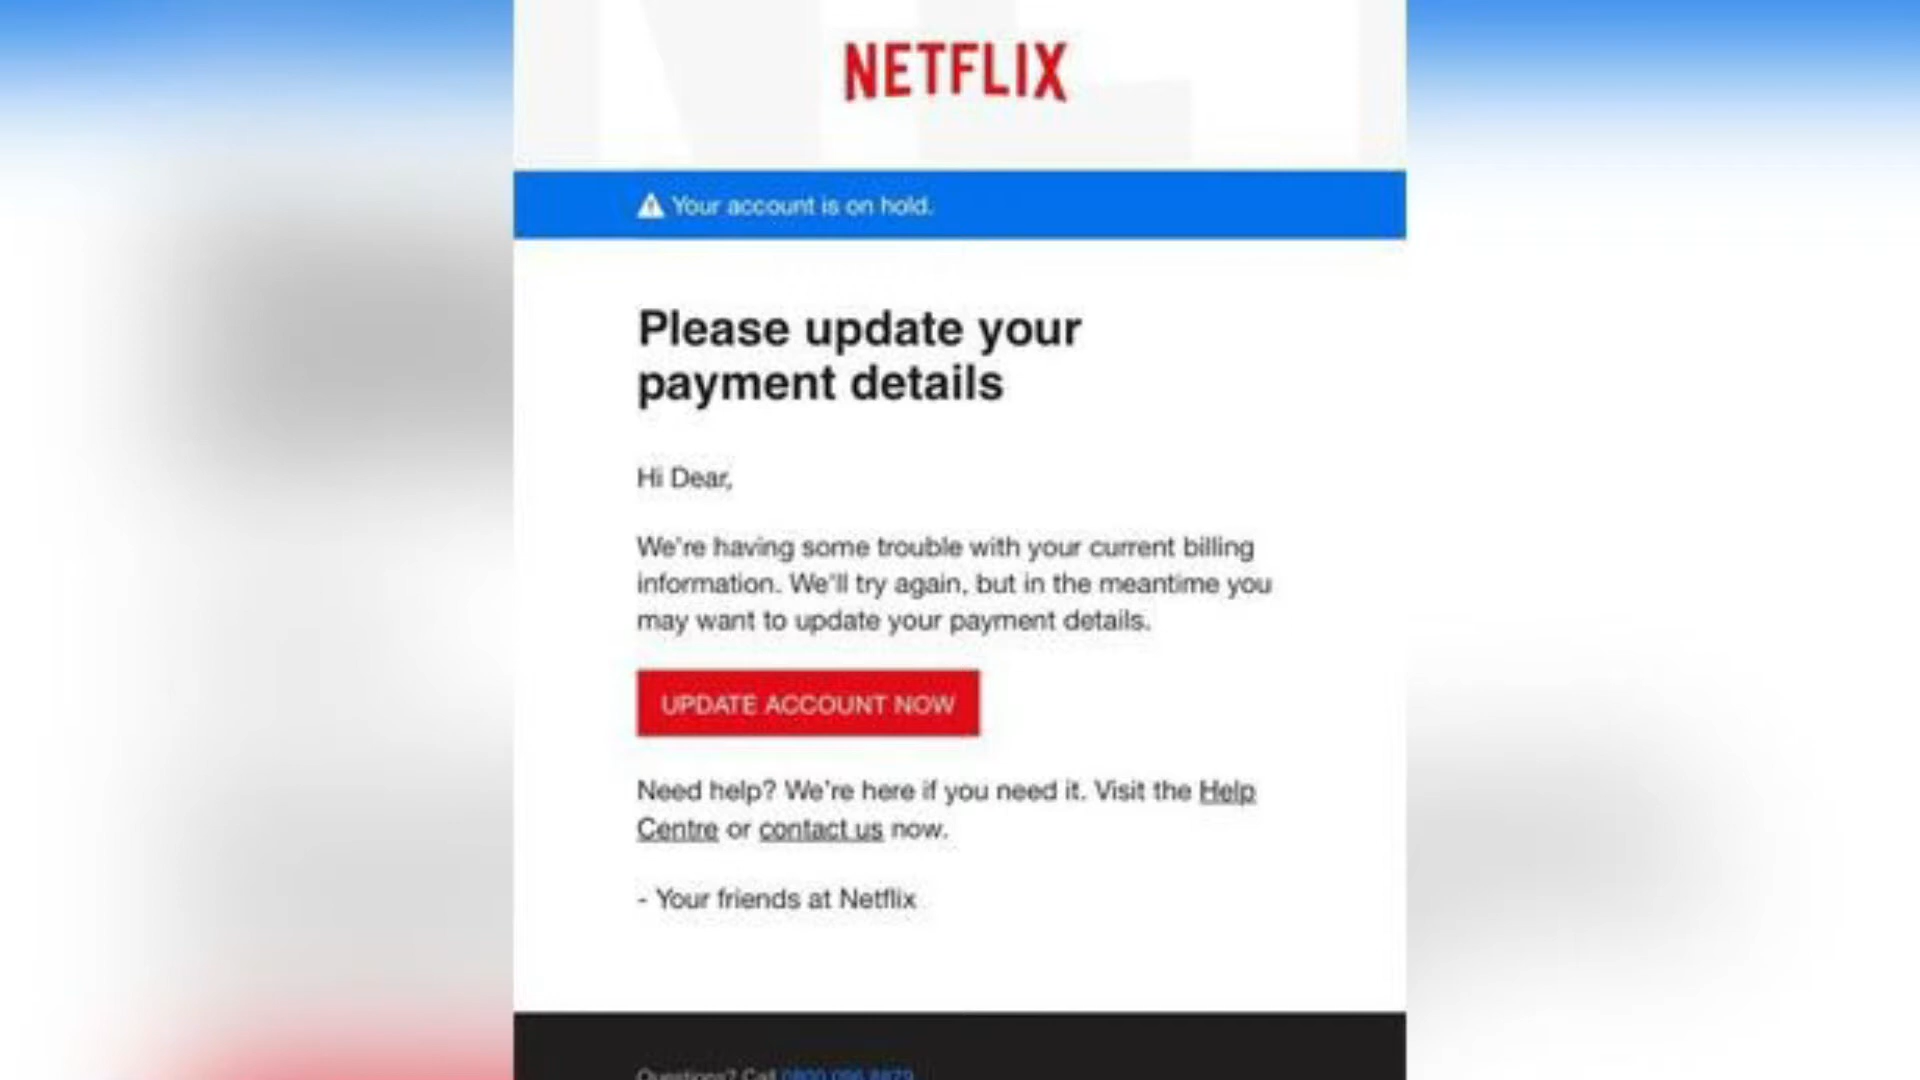 NETFLIX
Your account is on hold.
Please update your
payment details
Hi Dear,
We're having some trouble with your current billing
information. We'll try again, but in the meantime you
may want to update your payment details.
UPDATE ACCOUNT NOW
Need help? We're here if you need it. Visit the Help
Centre or contact us now.
- Your friends at Netflix
Questions? Call